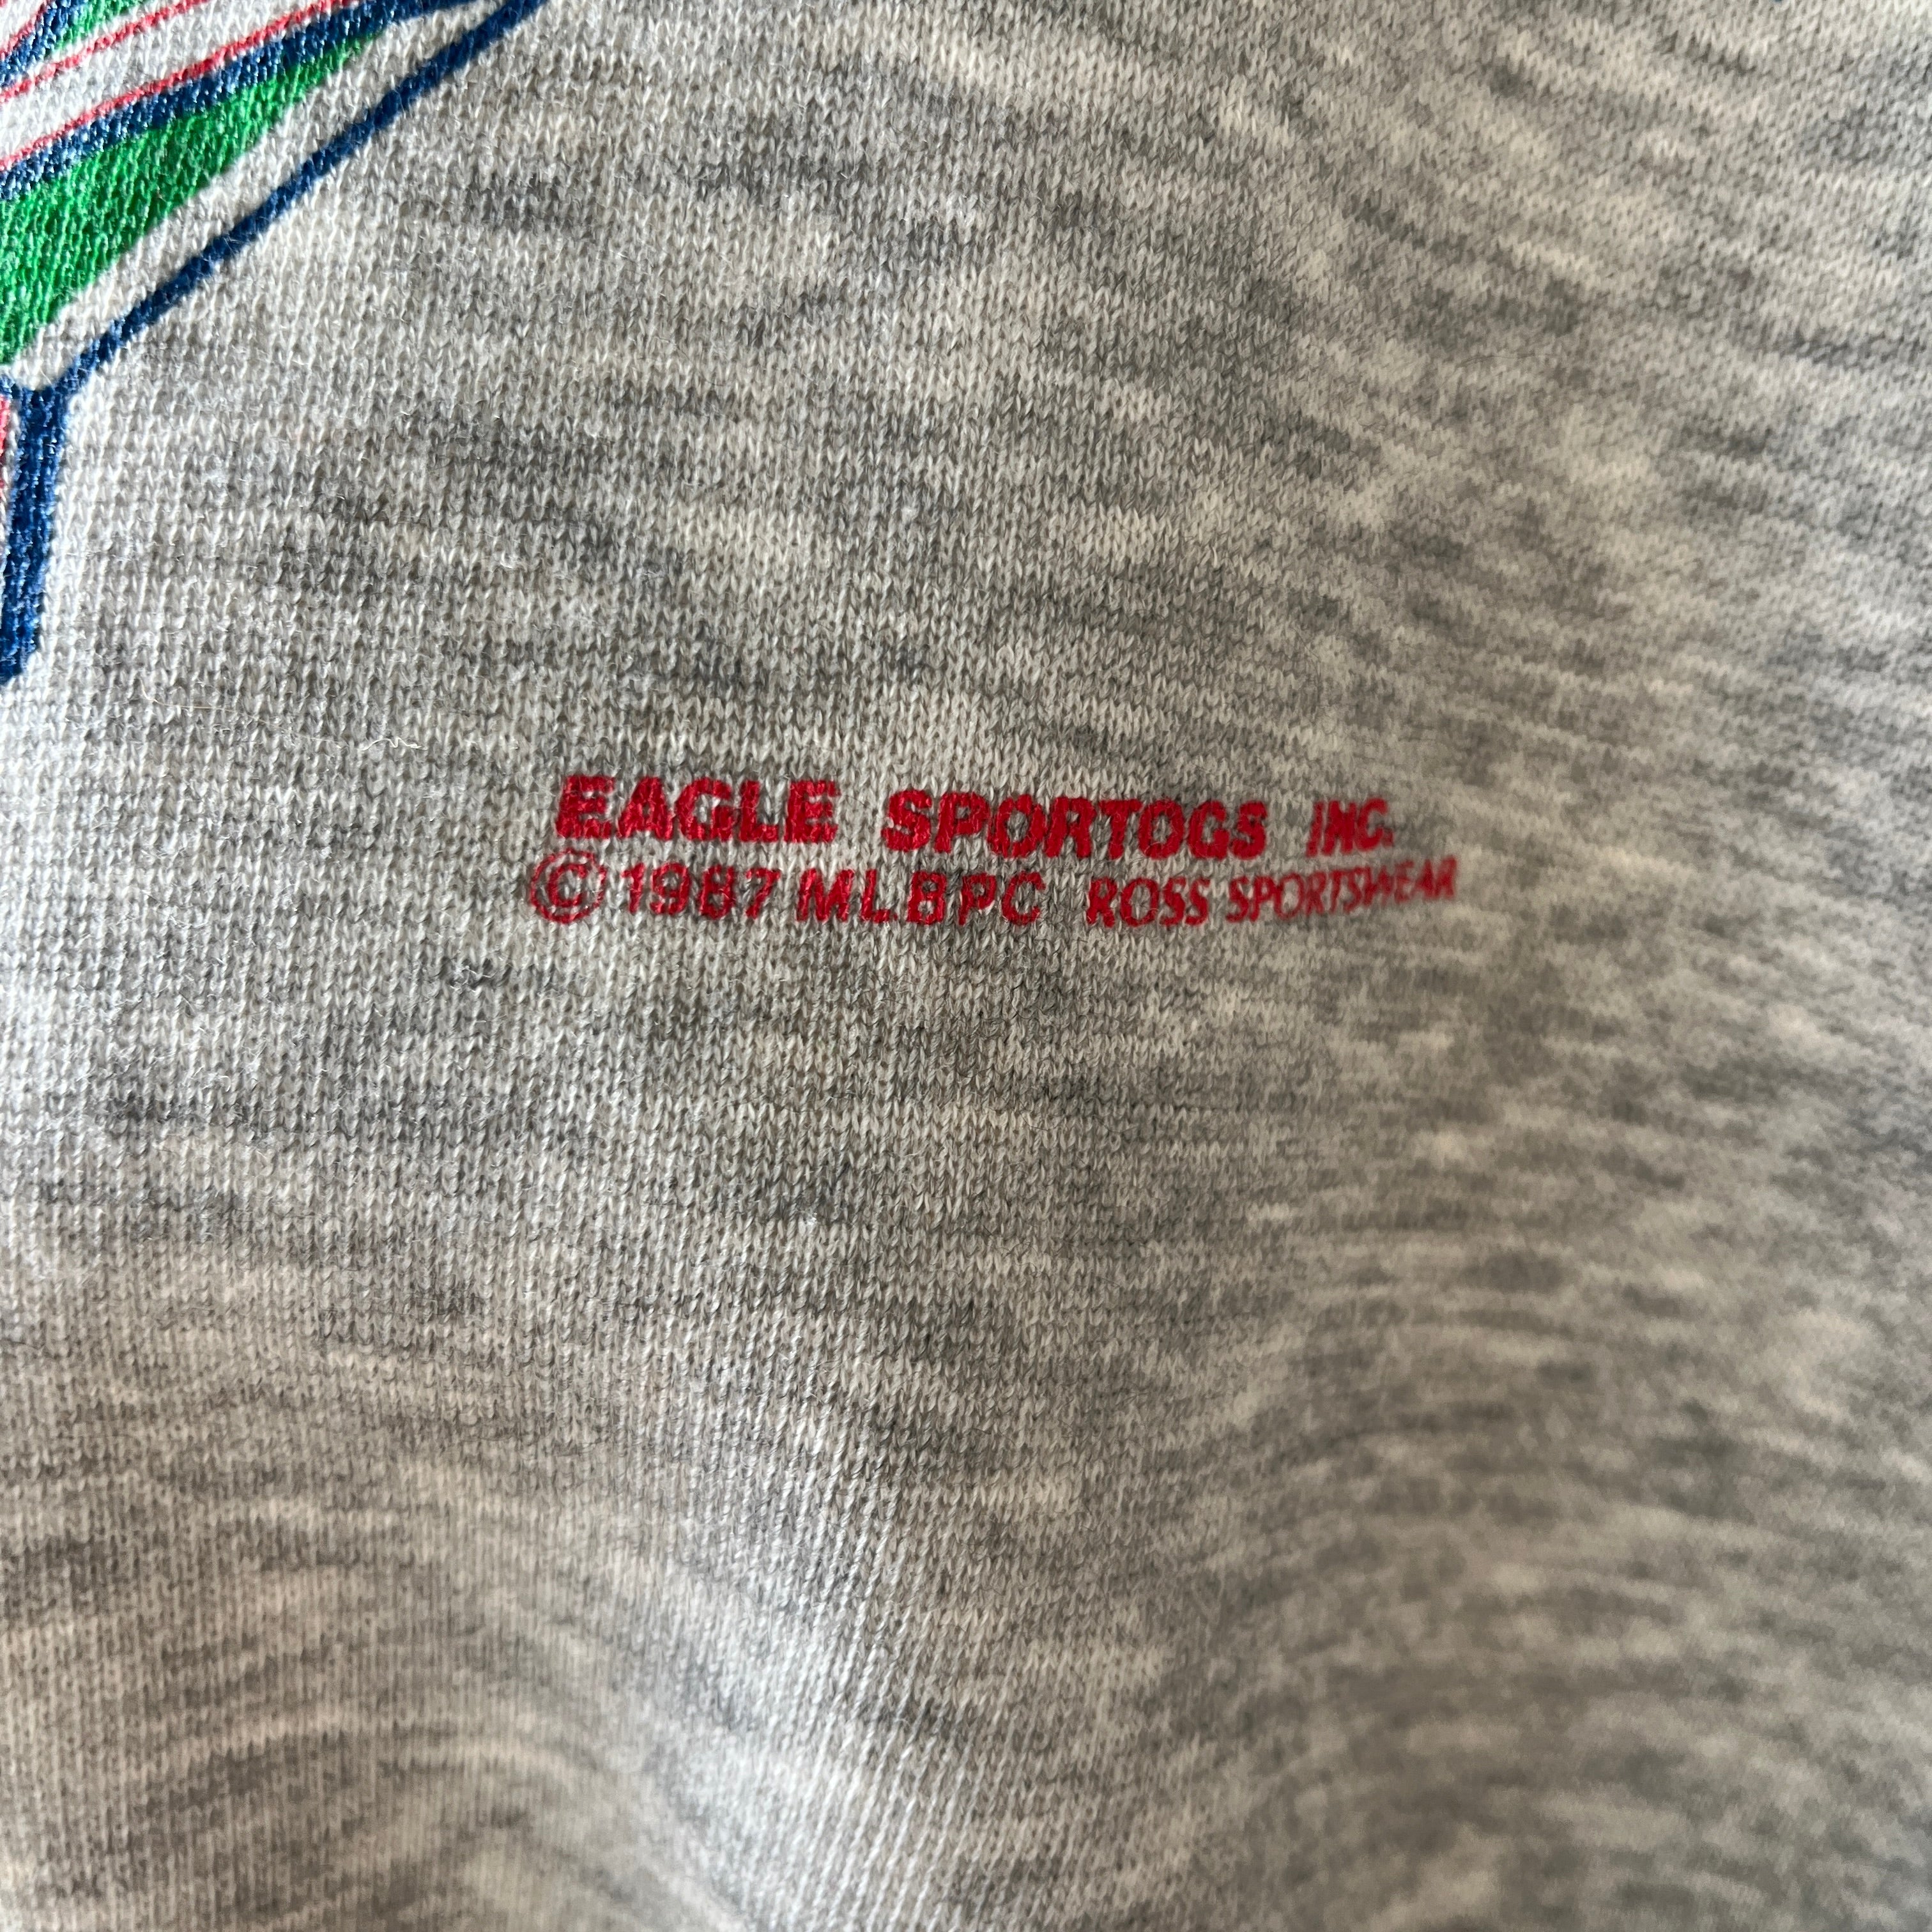 EAGLE SPORTOGS INC.
© 1987 MLBPC ROSS SPORTSWEAR